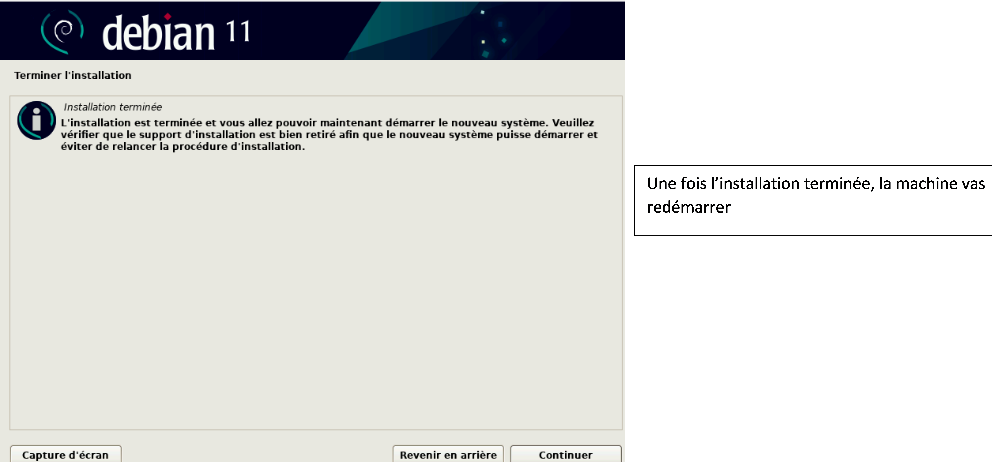 debian 11
Terminer l'installation
Installation terminée
L'installation est terminée et vous allez pouvoir maintenant démarrer le nouveau système. Veuillez
vérifier que le support d'installation est bien retiré afin que le nouveau système puisse démarrer et
éviter de relancer la procédure d'installation.
Une fois l’installation terminée, la machine vas
redémarrer
Capture d'écran
Revenir en arrière
Continuer